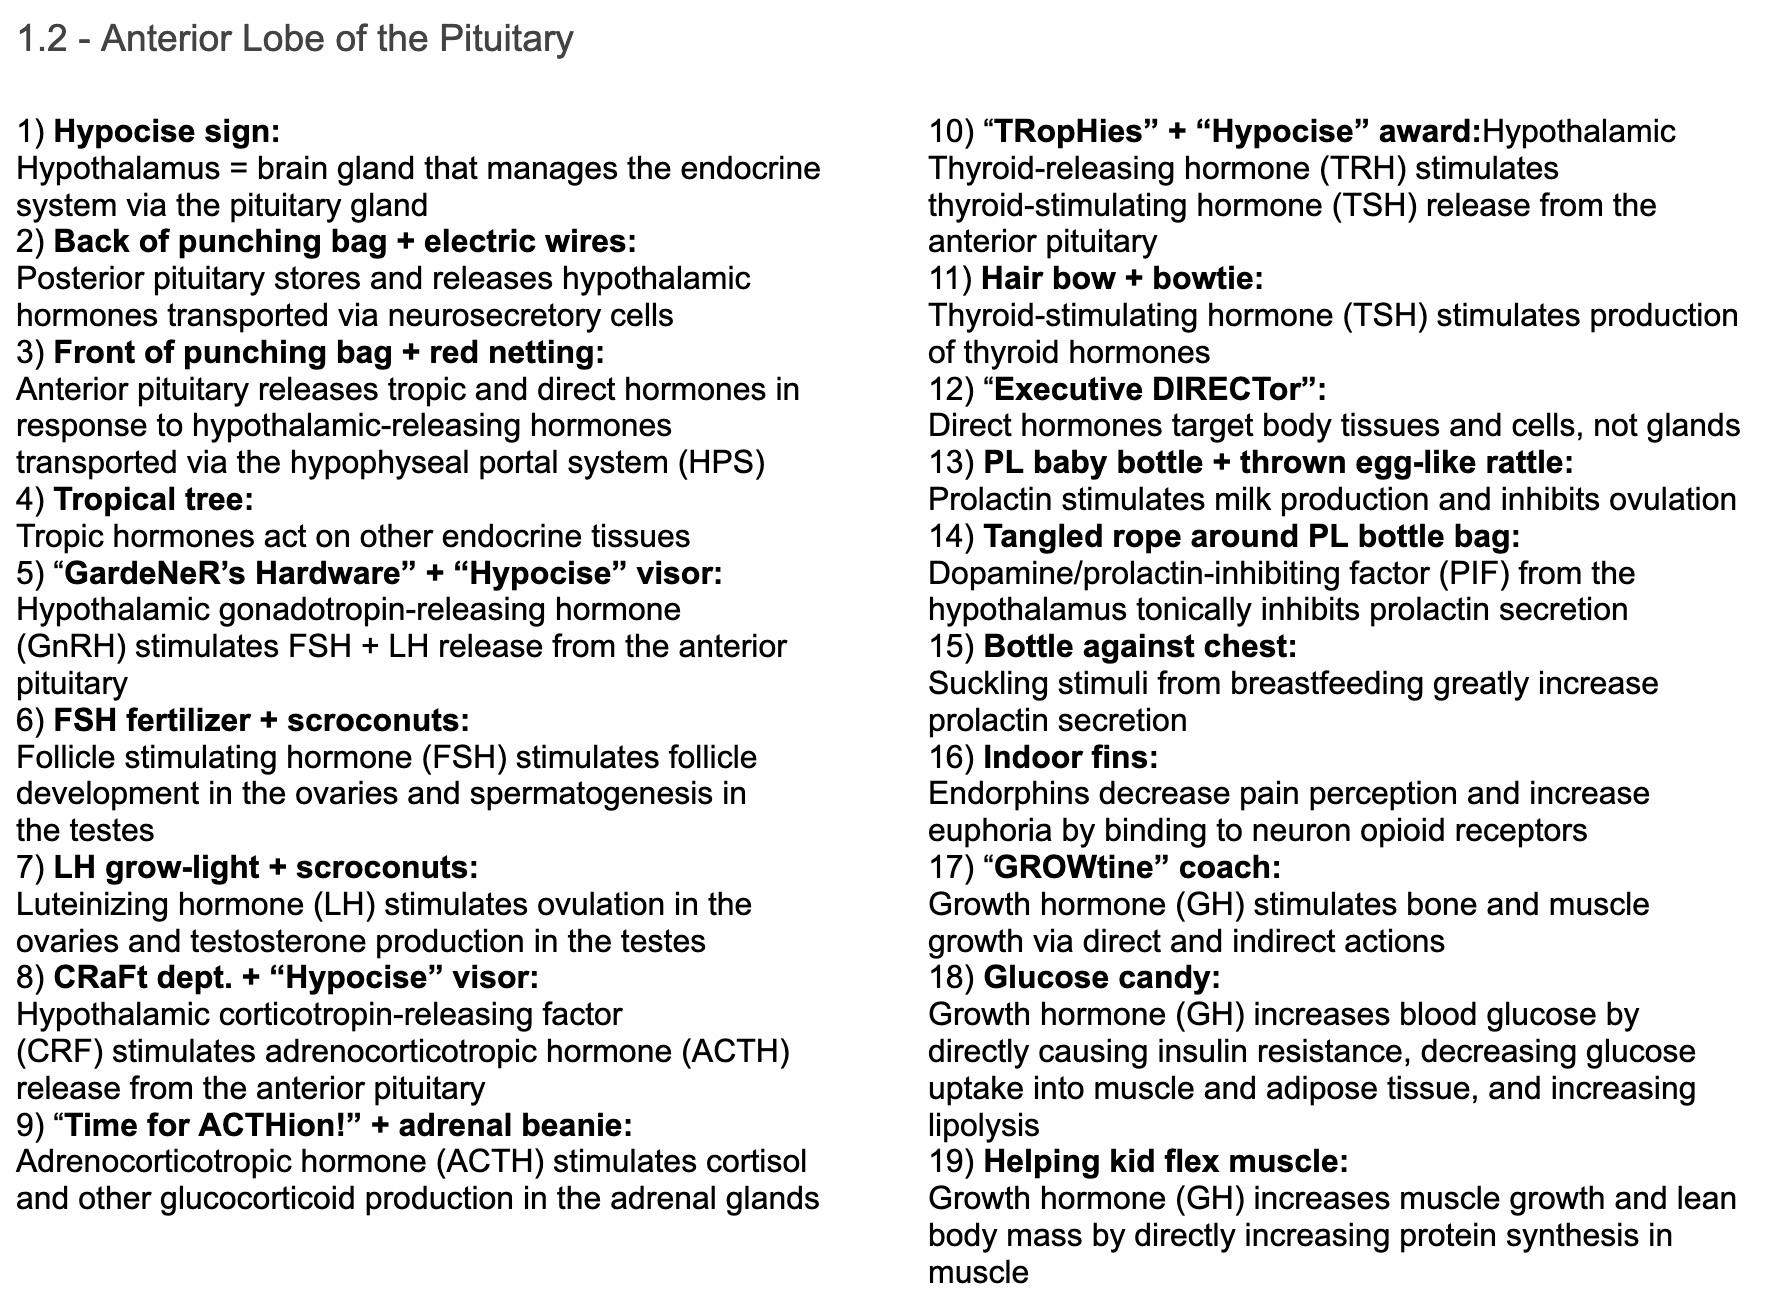 1.2 - Anterior Lobe of the Pituitary
1) Hypocise sign:
Hypothalamus = brain gland that manages the endocrine
system via the pituitary gland
2) Back of punching bag + electric wires:
Posterior pituitary stores and releases hypothalamic
hormones transported via neurosecretory cells
3) Front of punching bag + red netting:
Anterior pituitary releases tropic and direct hormones in
response to hypothalamic-releasing hormones
transported via the hypophyseal portal system (HPS)
4) Tropical tree:
Tropic hormones act on other endocrine tissues
5) “GardeNeR’s Hardware” + “Hypocise” visor:
Hypothalamic gonadotropin-releasing hormone
(GnRH) stimulates FSH + LH release from the anterior
pituitary
6) FSH fertilizer + scroconuts:
Follicle stimulating hormone (FSH) stimulates follicle
development in the ovaries and spermatogenesis in
the testes
7) LH grow-light + scroconuts:
Luteinizing hormone (LH) stimulates ovulation in the
ovaries and testosterone production in the testes
8) CRaFt dept. + “Hypocise” visor:
Hypothalamic corticotropin-releasing factor
(CRF) stimulates adrenocorticotropic hormone (ACTH)
release from the anterior pituitary
9) “Time for ACTHion!” + adrenal beanie:
Adrenocorticotropic hormone (ACTH) stimulates cortisol
and other glucocorticoid production in the adrenal glands
10) “TRopHies” + “Hypocise” award:Hypothalamic
Thyroid-releasing hormone (TRH) stimulates
thyroid-stimulating hormone (TSH) release from the
anterior pituitary
11) Hair bow + bowtie:
Thyroid-stimulating hormone (TSH) stimulates production
of thyroid hormones
12) “Executive DIRECTor”:
Direct hormones target body tissues and cells, not glands
13) PL baby bottle + thrown egg-like rattle:
Prolactin stimulates milk production and inhibits ovulation
14) Tangled rope around PL bottle bag:
Dopamine/prolactin-inhibiting factor (PIF) from the
hypothalamus tonically inhibits prolactin secretion
15) Bottle against chest:
Suckling stimuli from breastfeeding greatly increase
prolactin secretion
16) Indoor fins:
Endorphins decrease pain perception and increase
euphoria by binding to neuron opioid receptors
17) “GROWtine” coach:
Growth hormone (GH) stimulates bone and muscle
growth via direct and indirect actions
18) Glucose candy:
Growth hormone (GH) increases blood glucose by
directly causing insulin resistance, decreasing glucose
uptake into muscle and adipose tissue, and increasing
lipolysis
19) Helping kid flex muscle:
Growth hormone (GH) increases muscle growth and lean
body mass by directly increasing protein synthesis in
muscle